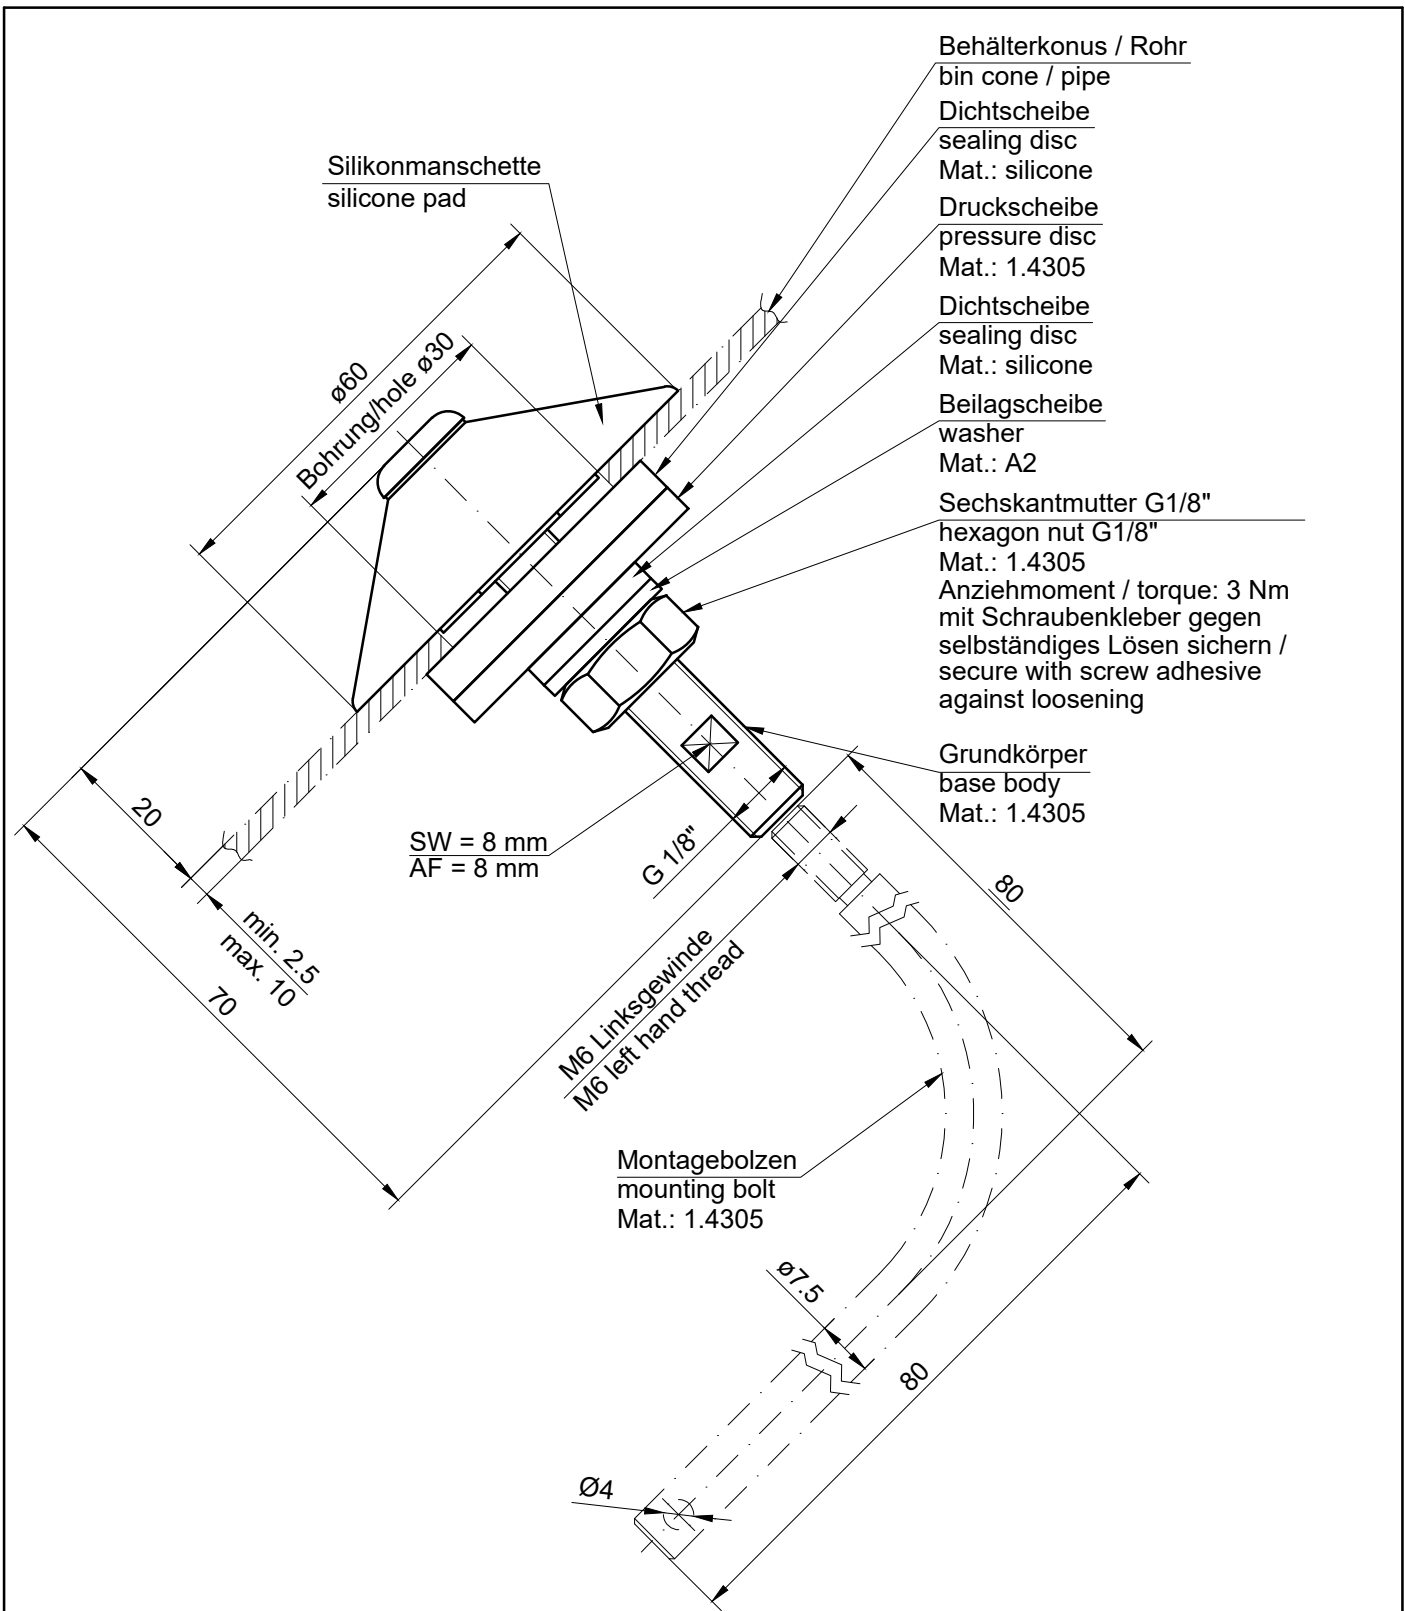 Behälterkonus / Rohr
bin cone / pipe
Dichtscheibe
sealing disc
Mat.: silicone
Silikonmanschette
silicone pad
Druckscheibe
pressure disc
Mat.: 1.4305
Dichtscheibe
sealing disc
Mat.: silicone
ø60
Bohrung/hole ø30
Beilagscheibe
washer
Mat.: A2
Sechskantmutter G1/8"
hexagon nut G1/8"
Mat.: 1.4305
Anziehmoment / torque: 3 Nm
mit Schraubenkleber gegen
selbständiges Lösen sichern /
secure with screw adhesive
against loosening
Grundkörper
base body
Mat.: 1.4305
20
SW = 8 mm
AF = 8 mm
G 1/8"
80
min. 2.5
max. 10
70
M6 Linksgewinde
M6 left hand thread
Montagebolzen
mounting bolt
Mat.: 1.4305
ø7.5
80
Ø4